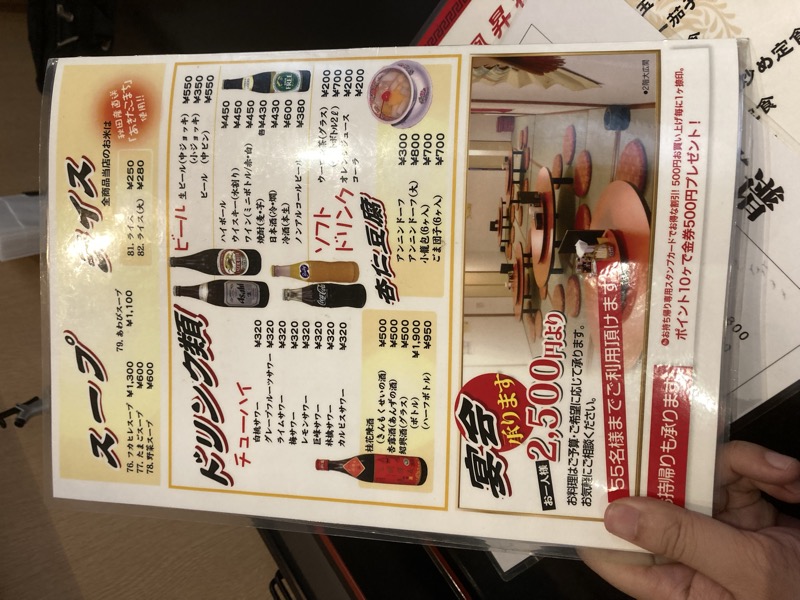 スープ
76. フカヒレスープ ¥1,300
77. たまごスープ ¥600
78. 野菜スープ ¥600
79. あわびスープ
¥1,100
ライス
全商品当店のお米は
81. ライス ¥250
82. ライス(大) ¥280
秋田産直送
「あきたこまち」
使用!!
ドリンク類
チューハイ
白桃サワー ¥320
グレープフルーツサワー ¥320
ライムサワー ¥320
梅サワー ¥320
レモンサワー ¥320
巨峰サワー ¥320
林檎サワー ¥320
カルピスサワー ¥320
桂花陳酒
(きんもくせいの酒) ¥500
杏露酒(あんずの酒) ¥500
紹興酒(グラス) ¥500
(ボトル) ¥1,900
(ハーフボトル) ¥950
Asahi
ビール
生ビール(中ジョッキ) ¥550
(小ジョッキ) ¥350
ビール (中ビン) ¥550
ハイボール ¥450
ウイスキー(水割り) ¥450
ワイン(ミニボトル/赤・白) ¥450
焼酎(麦・芋) 各¥430
日本酒(冷・燗) ¥430
冷酒(本生) ¥600
ノンアルコールビール ¥380
FREE
Coca-Cola
ソフト
ドリンク
ウーロン茶(グラス) ¥200
ボトル2ℓ) ¥700
オレンジジュース ¥200
コーラ ¥200
杏仁豆腐
アンニンドーフ ¥300
アンニンドーフ(大) ¥800
小籠包(6ヶ入) ¥700
ごま団子(6ヶ入) ¥700
宴会
承ります
お一人様 2,500円より
お料理はご予算・ご希望に応じて承ります。
お気軽にご相談ください。
55名様までご利用頂けます。
●2階大広間
お持帰りも承ります
お持ち帰り専用スタンプカードでお得な割引! 500円お買い上げ毎に1ヶ捺印。
ポイント10ヶで金券500円プレゼント!
昇
茄子
め定食